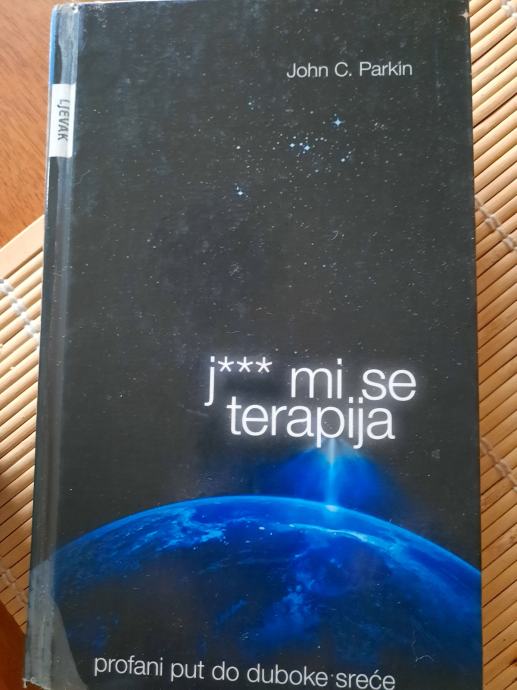 John C. Parkin
LJEVAK
j*** mi se
terapija
profani put do duboke sreće